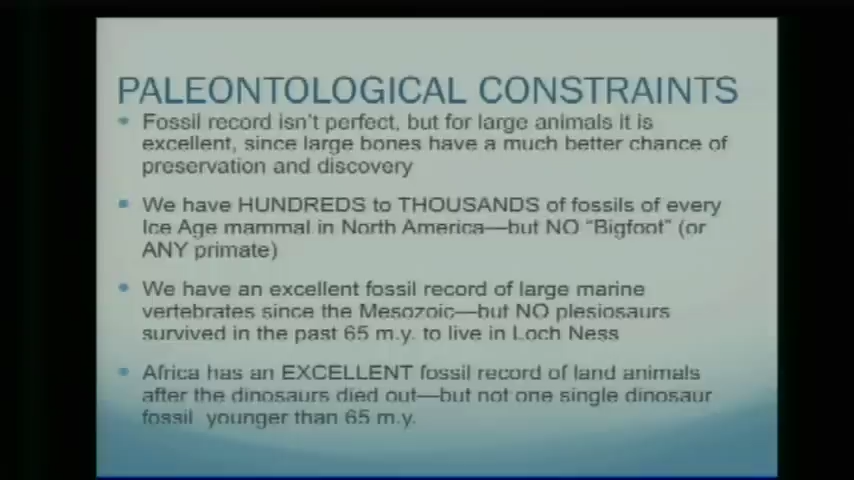 PALEONTOLOGICAL CONSTRAINTS
• Fossil record isn't perfect, but for large animals it is
excellent, since large bones have a much better chance of
preservation and discovery
• We have HUNDREDS to THOUSANDS of fossils of every
Ice Age mammal in North America—but NO "Bigfoot" (or
ANY primate)
• We have an excellent fossil record of large marine
vertebrates since the Mesozoic—but NO plesiosaurs
survived in the past 65 m.y. to live in Loch Ness
• Africa has an EXCELLENT fossil record of land animals
after the dinosaurs died out—but not one single dinosaur
fossil younger than 65 m.y.